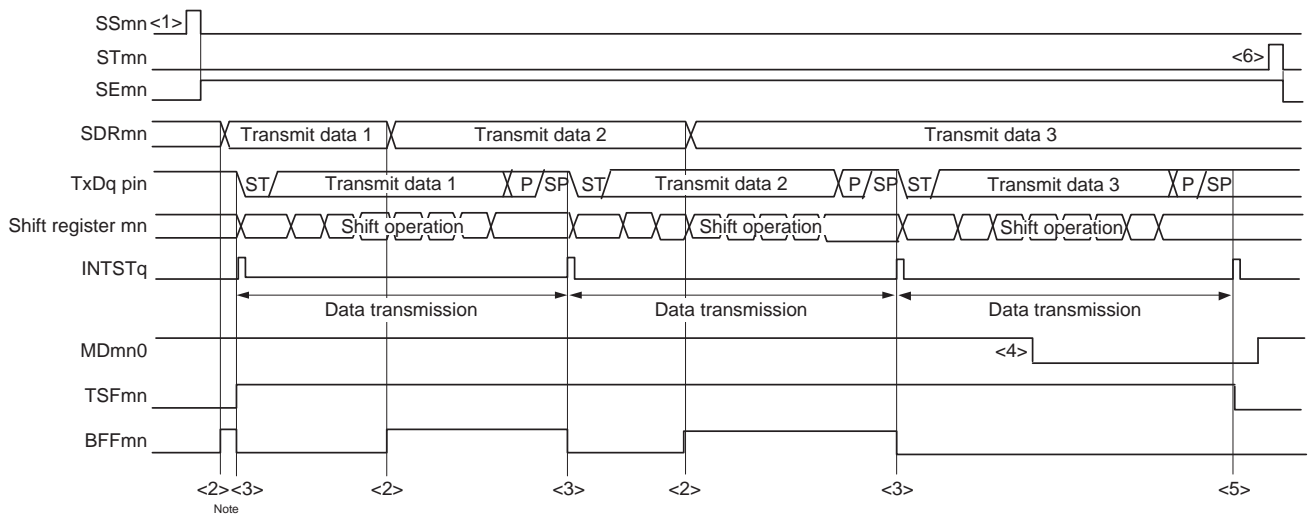 SSmn <1>
STmn <6>
SEmn
SDRmn Transmit data 1 Transmit data 2 Transmit data 3
TxDq pin ST Transmit data 1 P SP ST Transmit data 2 P SP ST Transmit data 3 P SP
Shift register mn Shift operation Shift operation Shift operation
INTSTq
Data transmission Data transmission Data transmission
MDmn0 <4>
TSFmn
BFFmn
<2> <3> <2> <3> <2> <3> <5>
Note